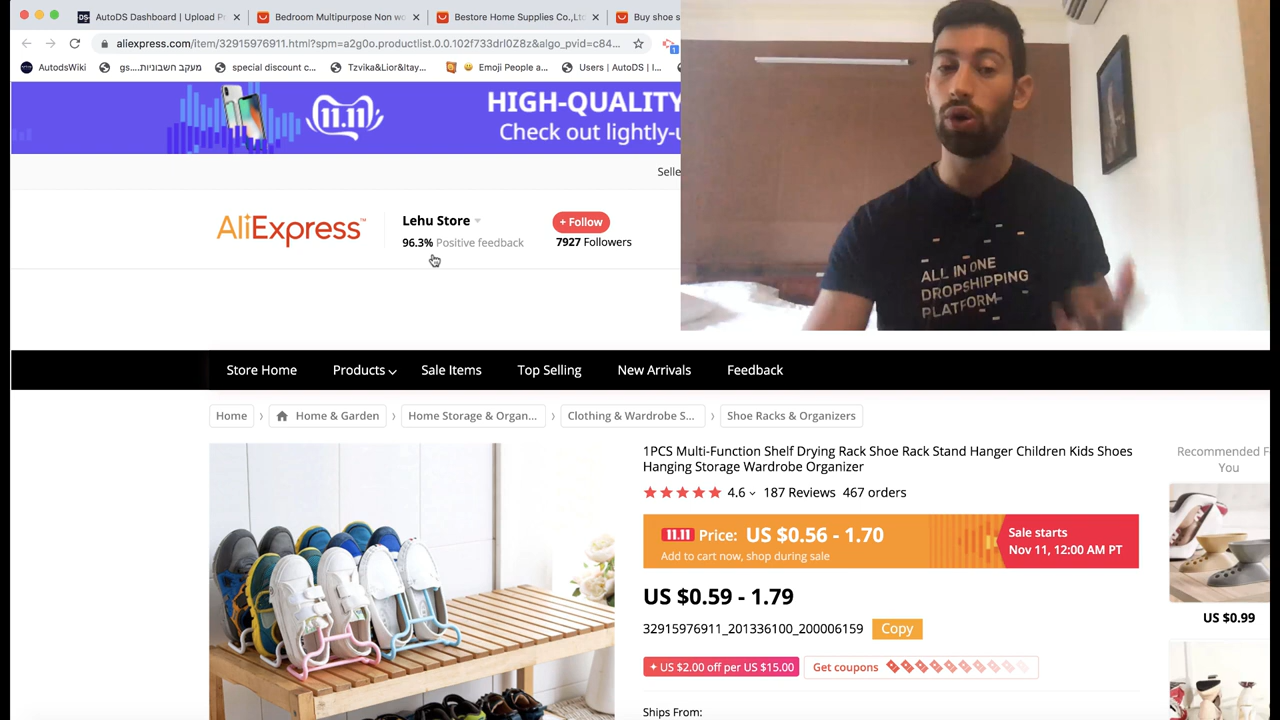 DS AutoDS Dashboard | Upload Pr
Bedroom Multipurpose Non wo
Bestore Home Supplies Co.,Ltd
Buy shoe s
aliexpress.com/item/32915976911.html?spm=a2g0o.productlist.0.0.102f733drI0Z8z&algo_pvid=c84...
AutodsWiki
gs....מעקב חשבוניות
special discount c...
Tzvika&Lior&Itay...
Emoji People a...
Users | AutoDS | I...
11.11
HIGH-QUALITY
Check out lightly-u
Selle
AliExpress
Lehu Store
+ Follow
96.3% Positive feedback
7927 Followers
ALL IN ONE
DROPSHIPPING
PLATFORM
Store Home
Products
Sale Items
Top Selling
New Arrivals
Feedback
Home
Home & Garden
Home Storage & Organ...
Clothing & Wardrobe S...
Shoe Racks & Organizers
1PCS Multi-Function Shelf Drying Rack Shoe Rack Stand Hanger Children Kids Shoes
Hanging Storage Wardrobe Organizer
4.6 187 Reviews 467 orders
11.11 Price: US $0.56 - 1.70
Add to cart now, shop during sale
Sale starts
Nov 11, 12:00 AM PT
US $0.59 - 1.79
32915976911_201336100_200006159
Copy
US $2.00 off per US $15.00
Get coupons
Ships From:
Recommended F
You
US $0.99